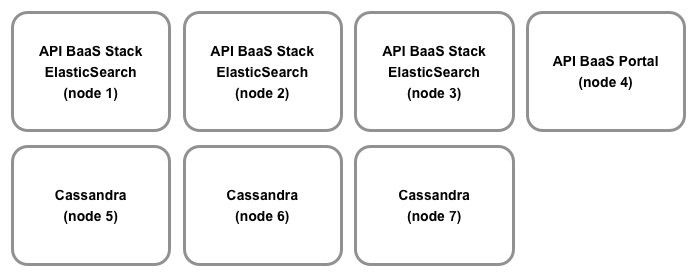 API BaaS Stack
ElasticSearch
(node 1)
API BaaS Stack
ElasticSearch
(node 2)
API BaaS Stack
ElasticSearch
(node 3)
API BaaS Portal
(node 4)
Cassandra
(node 5)
Cassandra
(node 6)
Cassandra
(node 7)